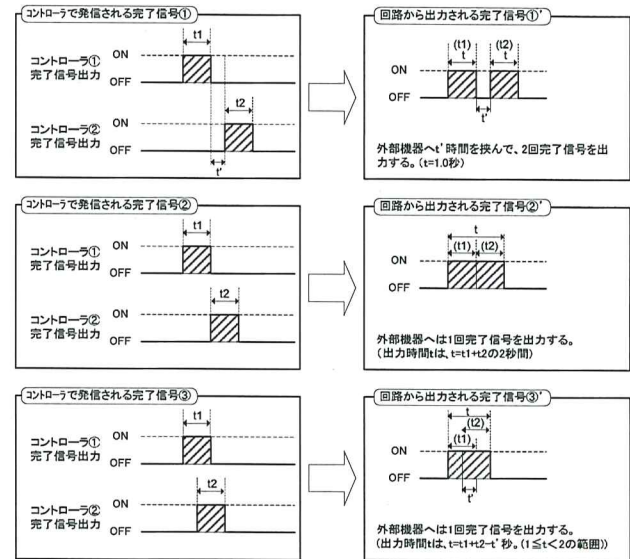 コントローラで発信される完了信号①
t1
コントローラ①
完了信号出力
ON
OFF
t2
コントローラ②
完了信号出力
ON
OFF
t'
回路から出力される完了信号①'
(t1)
t
(t2)
t
ON
OFF
t'
外部機器へt'時間を挟んで、2回完了信号を出
力する。(t=1.0秒)
コントローラで発信される完了信号②
t1
コントローラ①
完了信号出力
ON
OFF
t2
コントローラ②
完了信号出力
ON
OFF
回路から出力される完了信号②'
t
(t1)
(t2)
ON
OFF
外部機器へは1回完了信号を出力する。
(出力時間tは、t=t1+t2の2秒間)
コントローラで発信される完了信号③
t1
コントローラ①
完了信号出力
ON
OFF
t2
コントローラ②
完了信号出力
ON
OFF
回路から出力される完了信号③'
t
(t2)
(t1)
ON
OFF
t'
外部機器へは1回完了信号を出力する。
(出力時間tは、t=t1+t2-t'秒。(1≦t<2の範囲))